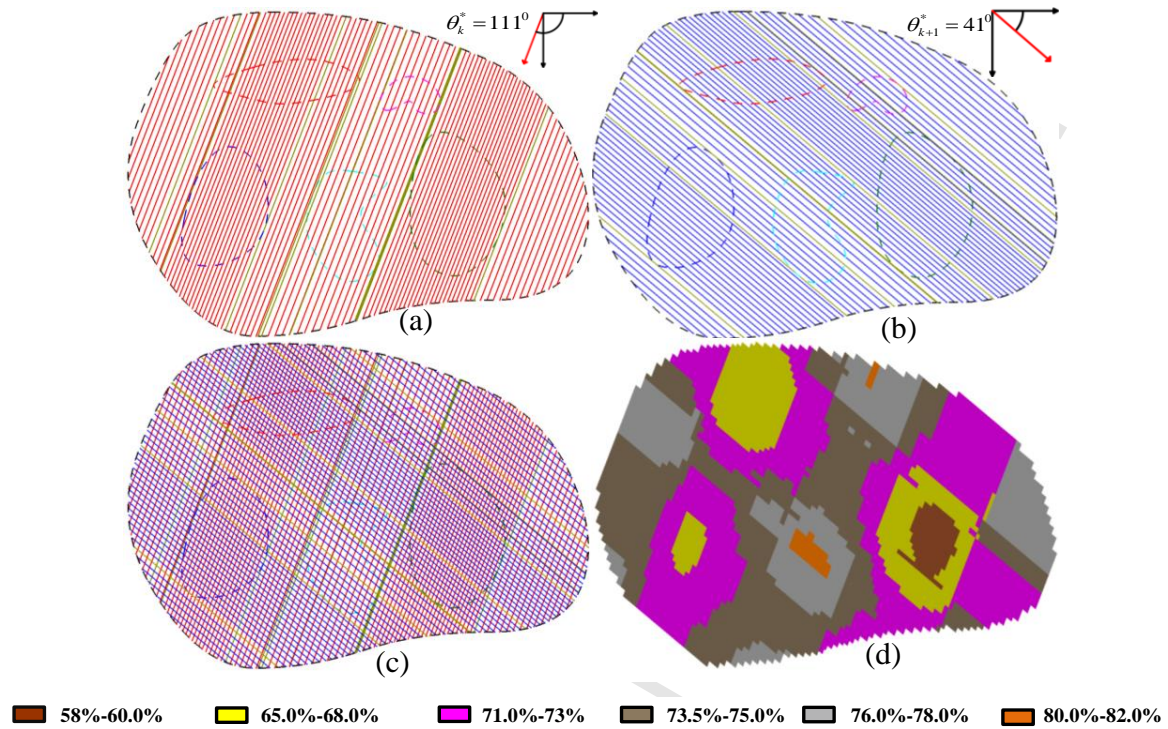 θ*k = 111⁰
θ*k+1 = 41⁰
(a)
(b)
(c)
(d)
58%-60.0%
65.0%-68.0%
71.0%-73%
73.5%-75.0%
76.0%-78.0%
80.0%-82.0%